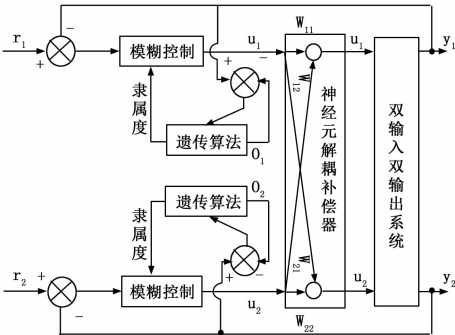 r₁
−
+
模糊控制
u₁
W₁₁
u₁
y₁
+
−
W₁₂
隶属度
遗传算法
O₁
神经元解耦补偿器
双输入双输出系统
遗传算法
O₂
隶属度
W₂₁
+
−
r₂
+
−
模糊控制
u₂
W₂₂
u₂
y₂